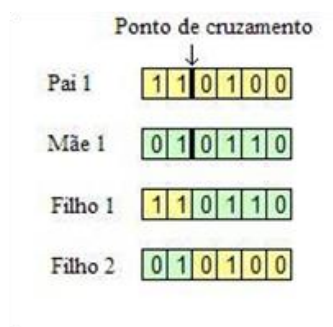 Ponto de cruzamento
Pai 1 1 1 0 1 0 0
Mãe 1 0 1 0 1 1 0
Filho 1 1 1 0 1 1 0
Filho 2 0 1 0 1 0 0